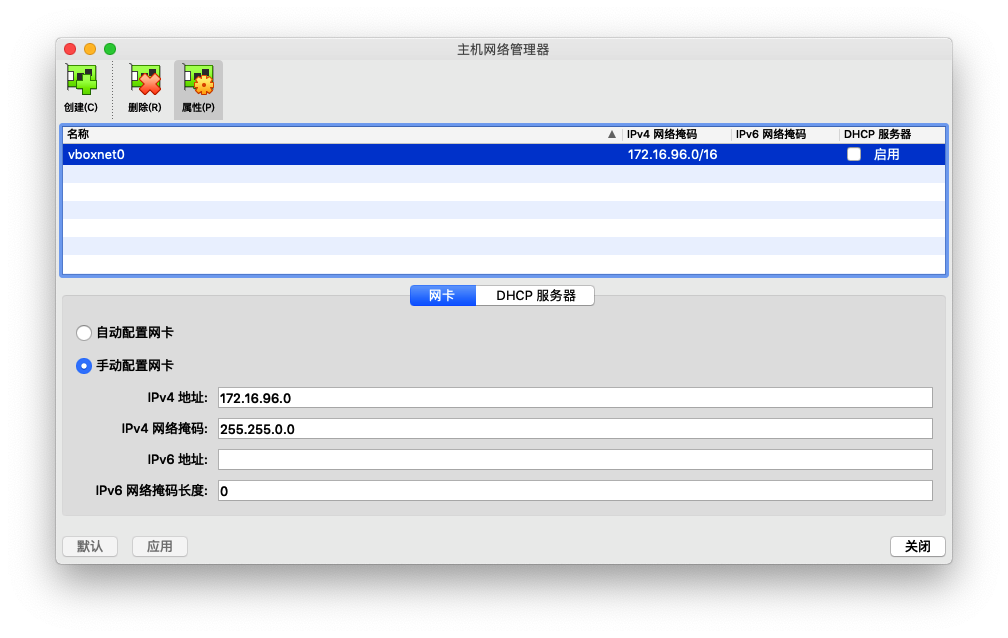 主机网络管理器
创建(C) 删除(R) 属性(P)
名称 IPv4 网络掩码 IPv6 网络掩码 DHCP 服务器
vboxnet0 172.16.96.0/16 启用
网卡 DHCP 服务器
自动配置网卡
手动配置网卡
IPv4 地址: 172.16.96.0
IPv4 网络掩码: 255.255.0.0
IPv6 地址:
IPv6 网络掩码长度: 0
默认 应用 关闭